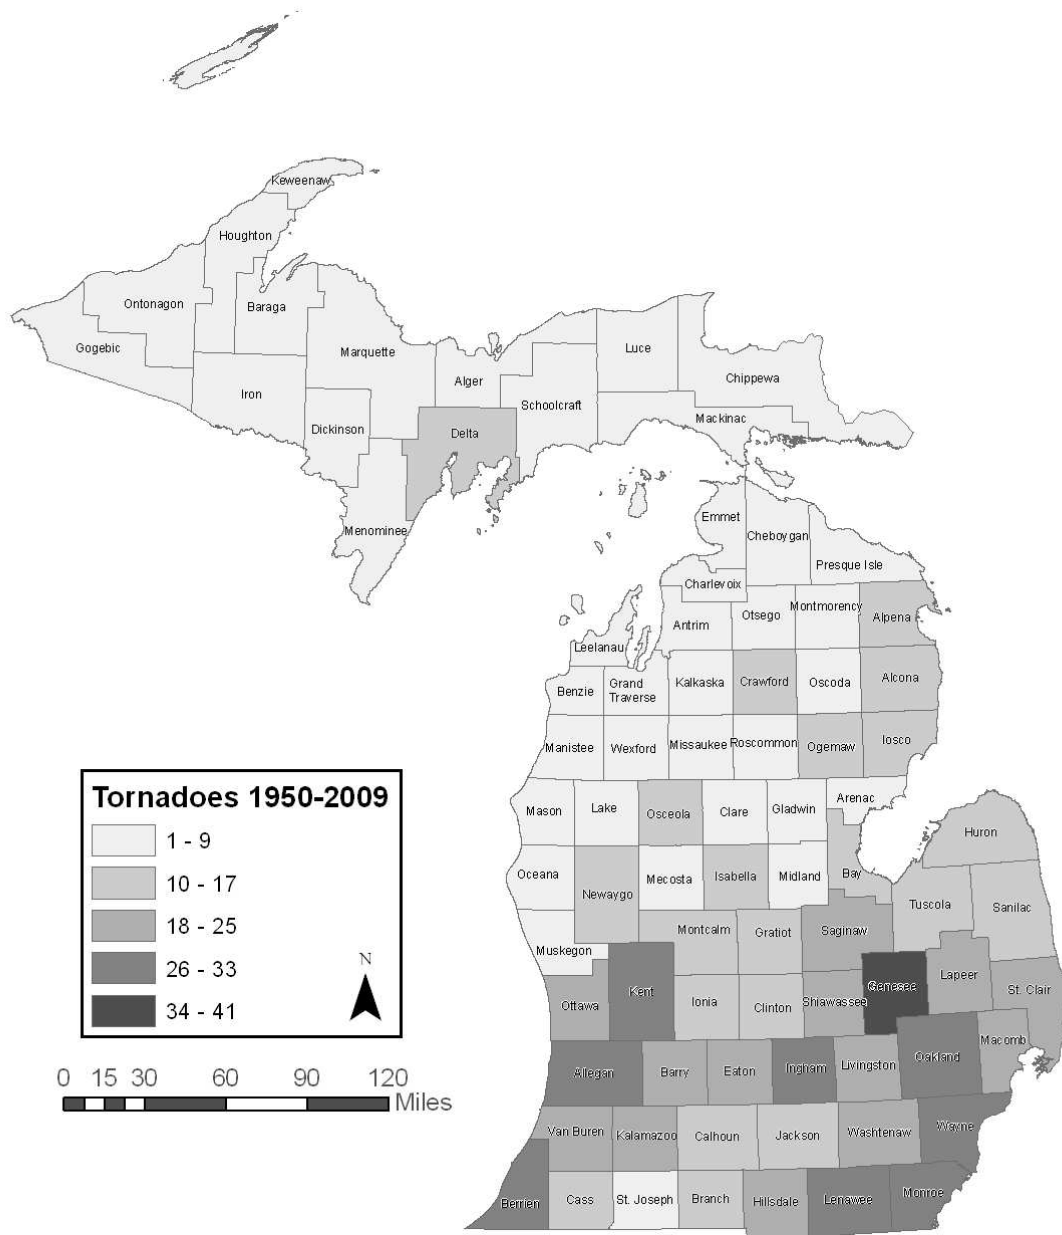 Keweenaw
Houghton
Ontonagon
Baraga
Gogebic
Marquette
Luce
Alger
Chippewa
Iron
Schoolcraft
Mackinac
Dickinson
Delta
Menominee
Emmet
Cheboygan
Presque Isle
Charlevoix
Antrim
Otsego
Montmorency
Alpena
Leelanau
Benzie
Grand
Traverse
Kalkaska
Crawford
Oscoda
Alcona
Manistee
Wexford
Missaukee
Roscommon
Ogemaw
Iosco
Mason
Lake
Osceola
Clare
Gladwin
Arenac
Huron
Oceana
Newaygo
Mecosta
Isabella
Midland
Bay
Tuscola
Sanilac
Muskegon
Montcalm
Gratiot
Saginaw
Ottawa
Kent
Ionia
Clinton
Shiawassee
Genesee
Lapeer
St. Clair
Allegan
Barry
Eaton
Ingham
Livingston
Oakland
Macomb
Van Buren
Kalamazoo
Calhoun
Jackson
Washtenaw
Wayne
Berrien
Cass
St. Joseph
Branch
Hillsdale
Lenawee
Monroe
Tornadoes 1950-2009
1 - 9
10 - 17
18 - 25
26 - 33
34 - 41
N
0 15 30 60 90 120
Miles